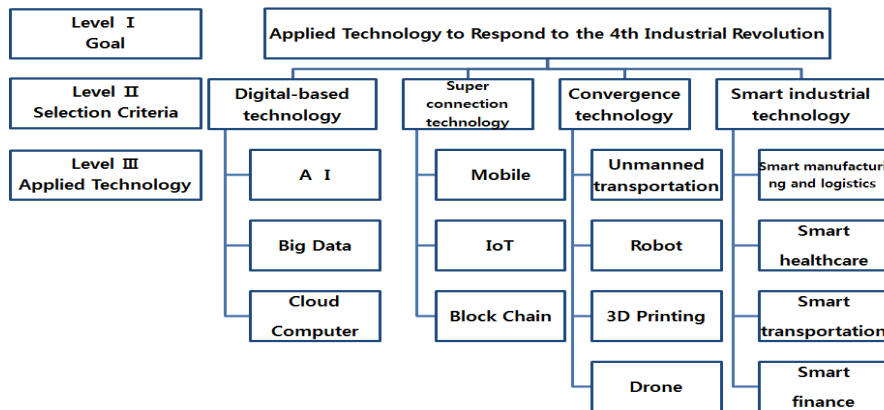 Level Ⅰ
Goal
Applied Technology to Respond to the 4th Industrial Revolution
Level Ⅱ
Selection Criteria
Digital-based
technology
Super
connection
technology
Convergence
technology
Smart industrial
technology
Level Ⅲ
Applied Technology
A I
Mobile
Unmanned
transportation
Smart manufacturi
ng and logistics
Big Data
IoT
Robot
Smart
healthcare
Cloud
Computer
Block Chain
3D Printing
Smart
transportation
Drone
Smart
finance